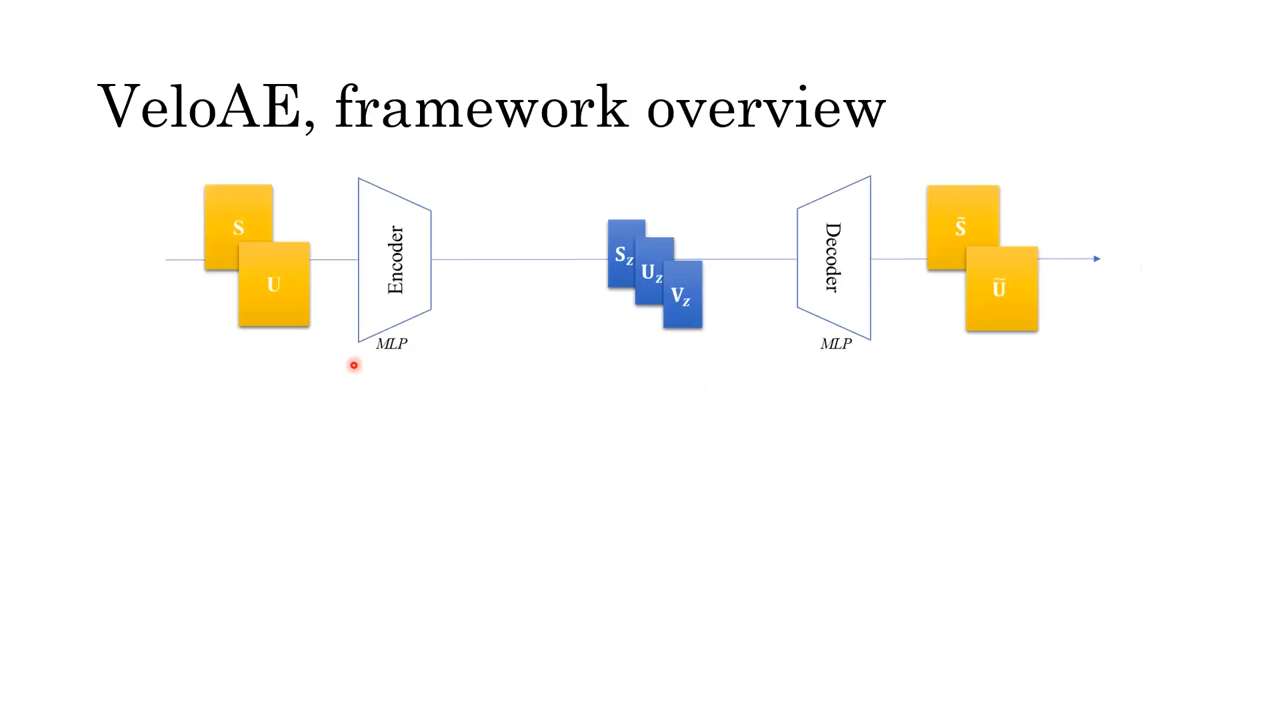 VeloAE, framework overview
S
U
Encoder
MLP
S_z
U_z
V_z
Decoder
MLP
S̃
Ũ